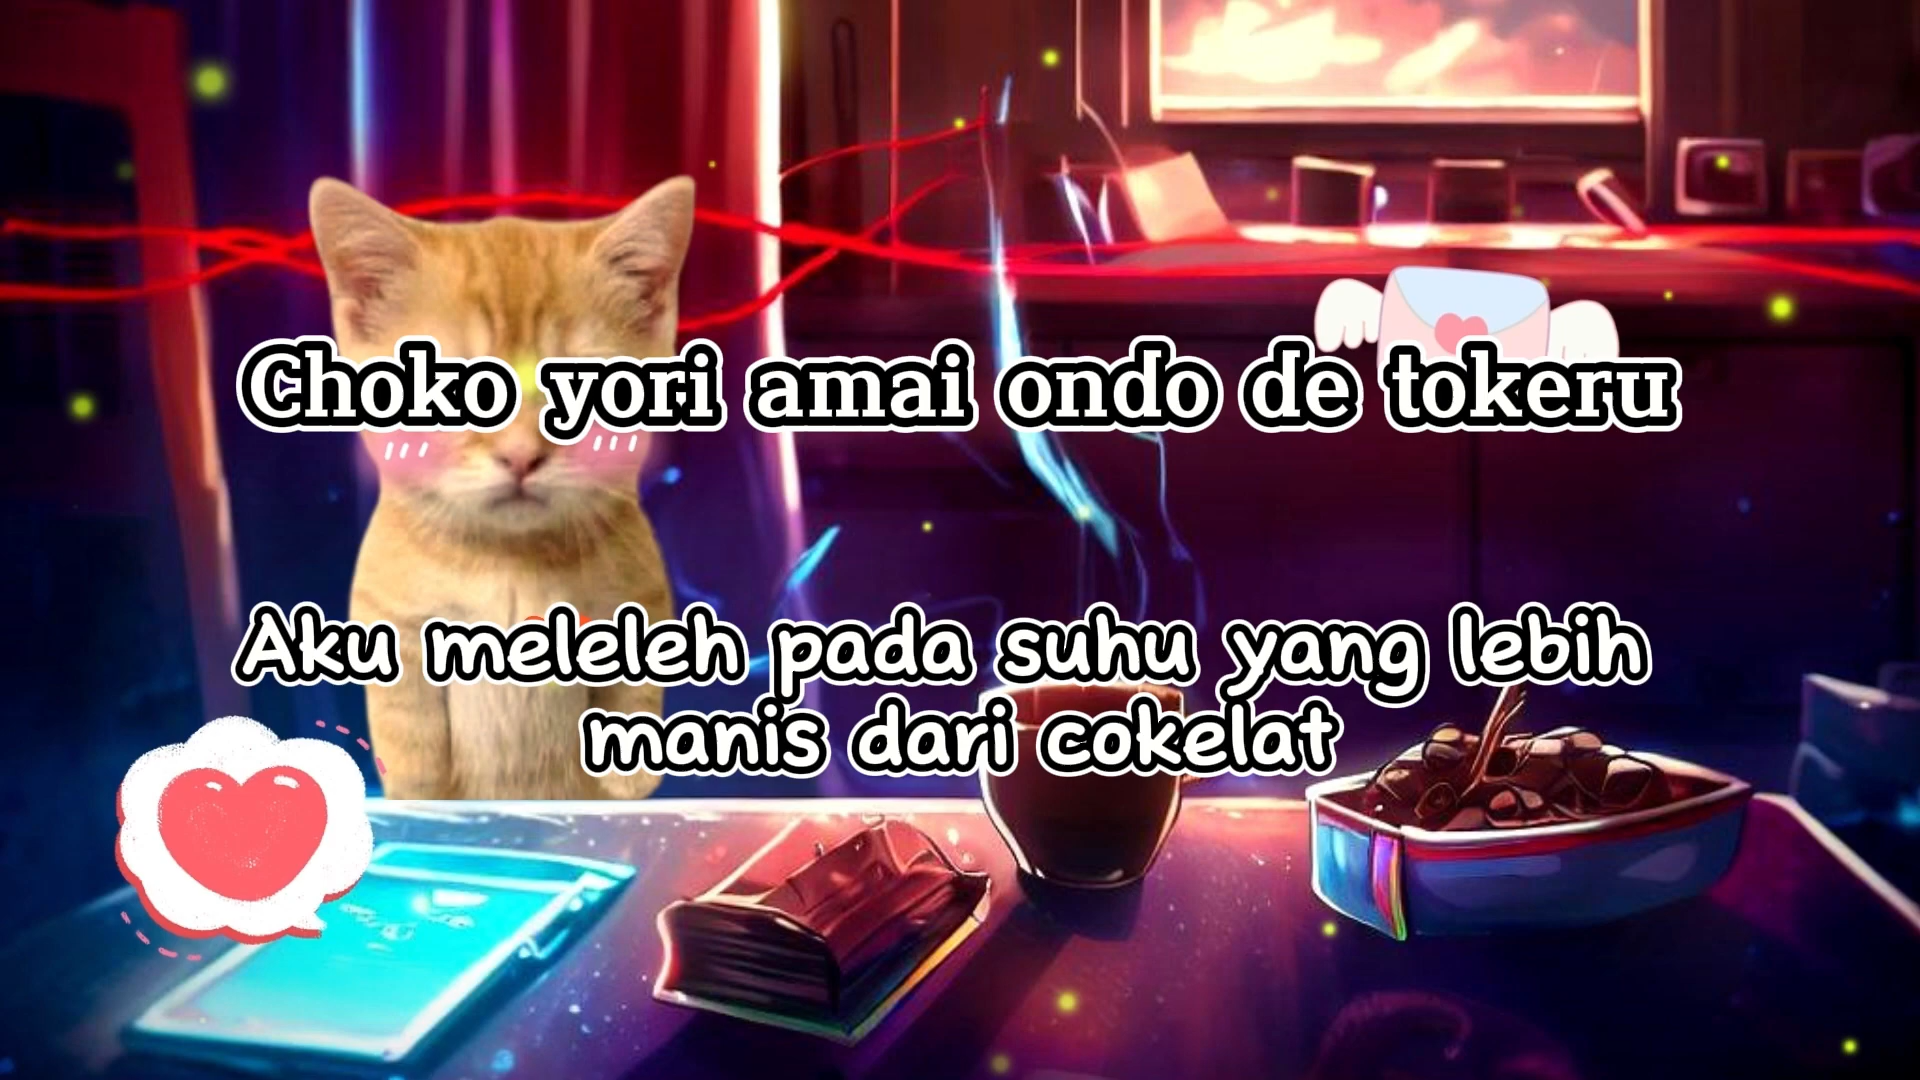 Choko yori amai ondo de tokeru
Aku meleleh pada suhu yang lebih
manis dari cokelat